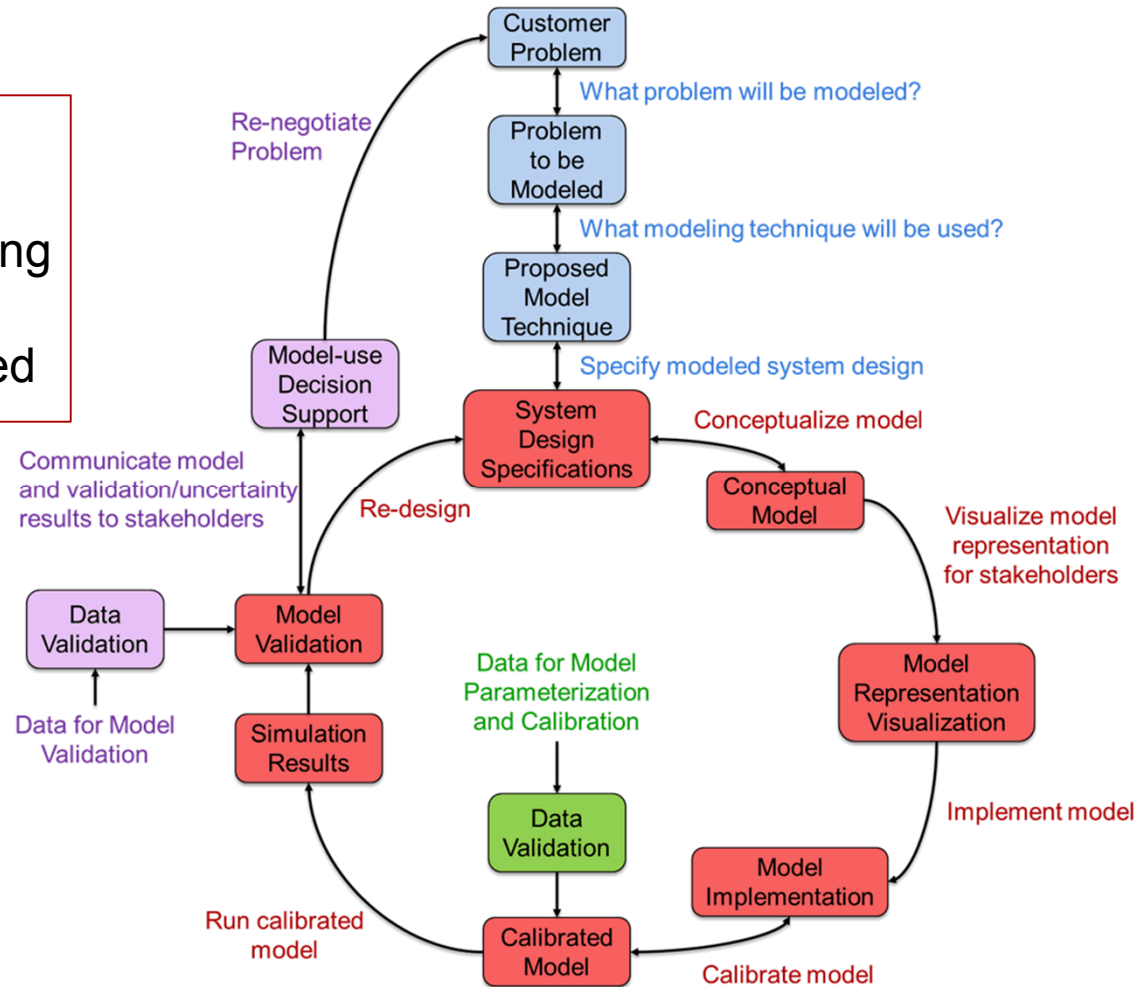 Customer
Problem
What problem will be modeled?
Re-negotiate
Problem
Problem
to be
Modeled
ing
What modeling technique will be used?
Proposed
Model
Technique
ed
Model-use
Decision
Support
Specify modeled system design
System
Design
Specifications
Conceptualize model
Communicate model
and validation/uncertainty
results to stakeholders
Re-design
Conceptual
Model
Visualize model
representation
for stakeholders
Data
Validation
Model
Validation
Data for Model
Parameterization
and Calibration
Model
Representation
Visualization
Data for Model
Validation
Simulation
Results
Data
Validation
Implement model
Model
Implementation
Run calibrated
model
Calibrated
Model
Calibrate model